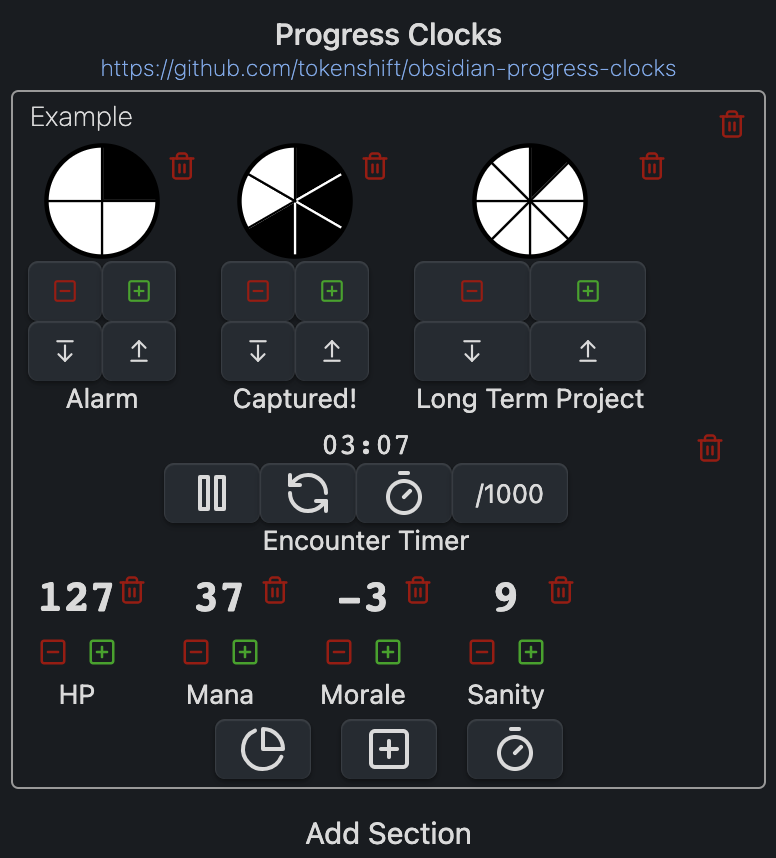 Progress Clocks
https://github.com/tokenshift/obsidian-progress-clocks
Example
Alarm Captured! Long Term Project
03:07
/1000
Encounter Timer
127 37 -3 9
HP Mana Morale Sanity
Add Section